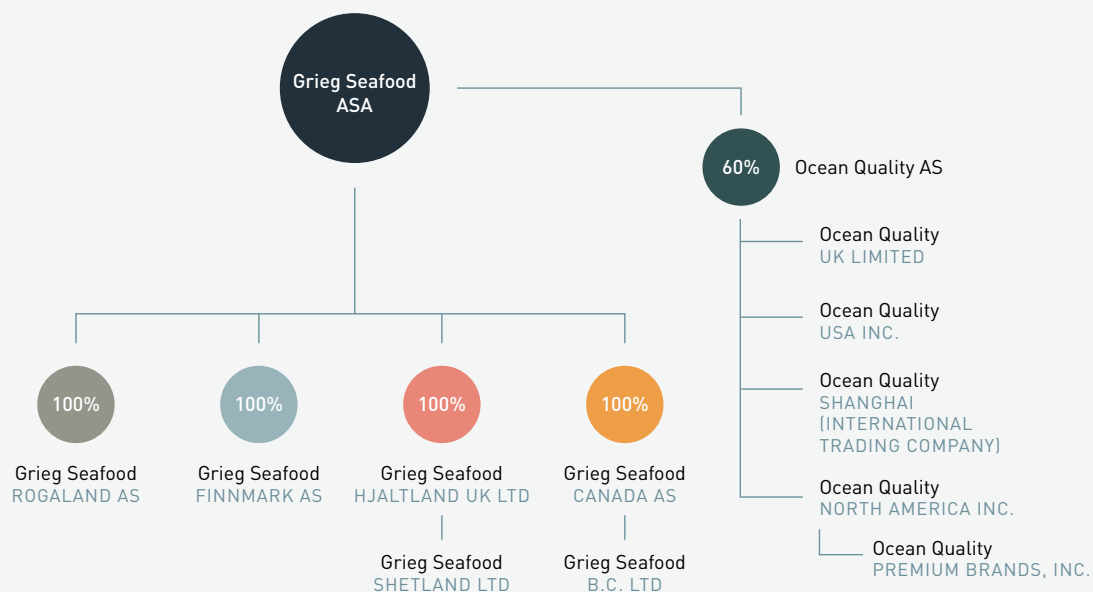 Grieg Seafood
ASA
60%
Ocean Quality AS
Ocean Quality
UK LIMITED
Ocean Quality
USA INC.
Ocean Quality
SHANGHAI
(INTERNATIONAL
TRADING COMPANY)
Ocean Quality
NORTH AMERICA INC.
Ocean Quality
PREMIUM BRANDS, INC.
100%
Grieg Seafood
ROGALAND AS
100%
Grieg Seafood
FINNMARK AS
100%
Grieg Seafood
HJALTLAND UK LTD
Grieg Seafood
SHETLAND LTD
100%
Grieg Seafood
CANADA AS
Grieg Seafood
B.C. LTD